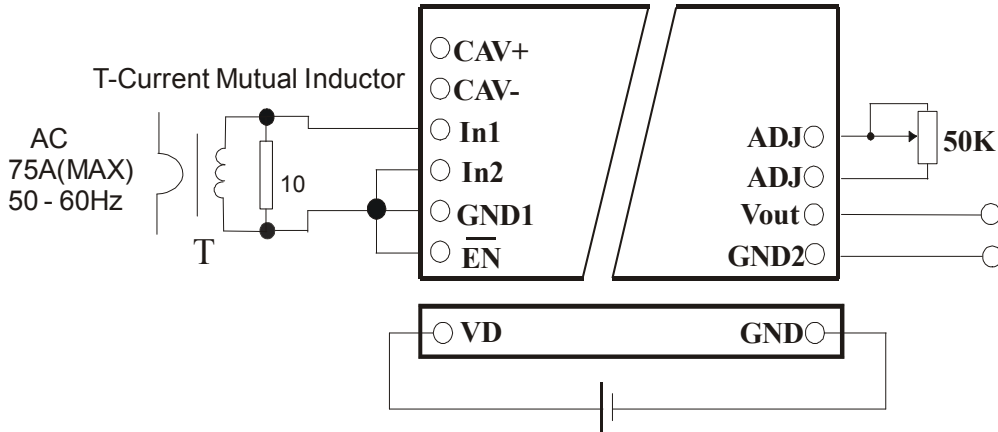 T-Current Mutual Inductor
AC
75A(MAX)
50 - 60Hz
T
10
CAV+
CAV-
In1
In2
GND1
EN
ADJ
ADJ
Vout
GND2
50K
VD
GND